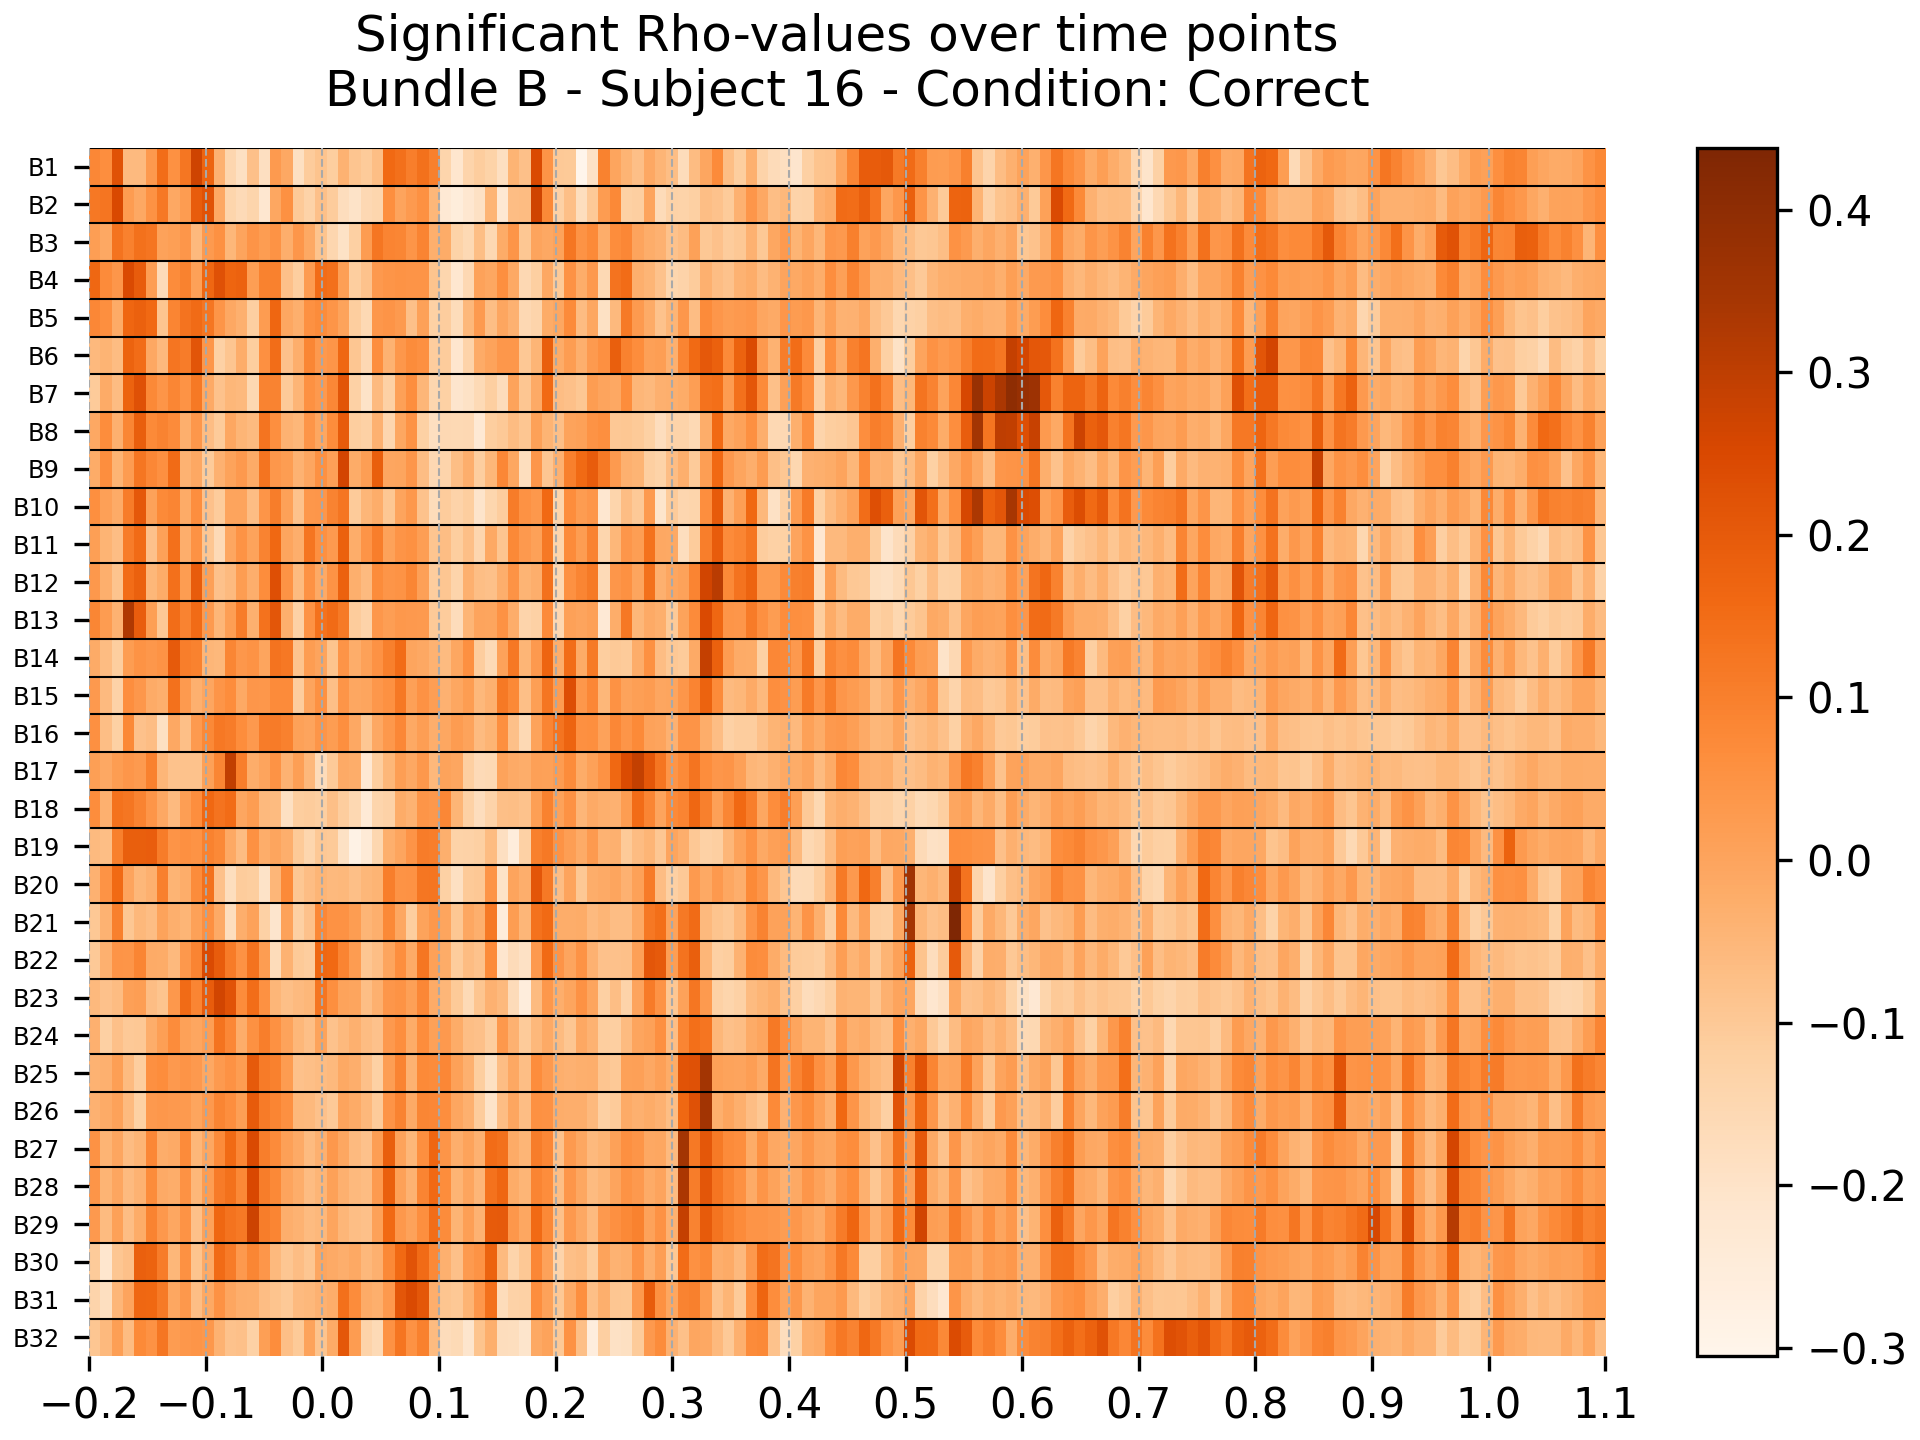 Significant Rho-values over time points
Bundle B - Subject 16 - Condition: Correct
B1
B2
B3
B4
B5
B6
B7
B8
B9
B10
B11
B12
B13
B14
B15
B16
B17
B18
B19
B20
B21
B22
B23
B24
B25
B26
B27
B28
B29
B30
B31
B32
−0.2 −0.1 0.0 0.1 0.2 0.3 0.4 0.5 0.6 0.7 0.8 0.9 1.0 1.1
0.4
0.3
0.2
0.1
0.0
−0.1
−0.2
−0.3